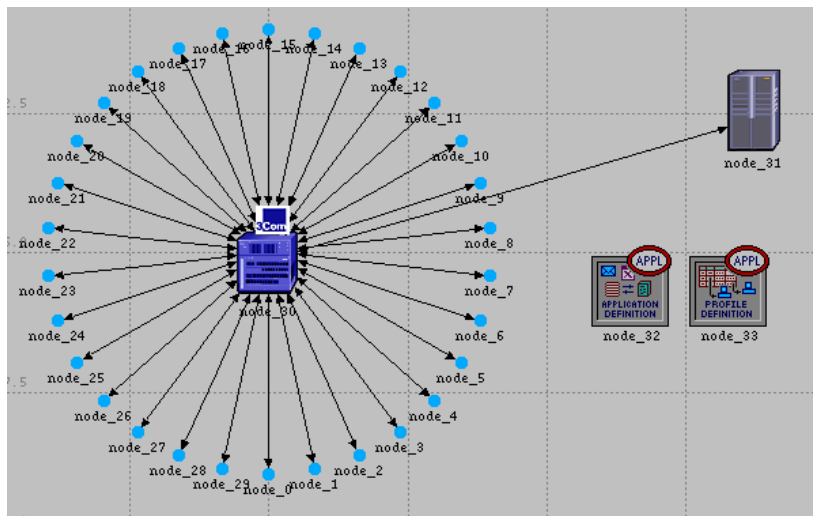 node_15
node_16
node_14
node_17
node_13
node_18
node_12
2.5
node_19
node_11
node_20
node_10
node_31
node_21
node_9
3Com
node_22
node_8
APPL
APPL
node_23
node_7
APPLICATION
DEFINITION
PROFILE
DEFINITION
node_30
node_24
node_6
node_32
node_33
node_25
node_5
7.5
node_26
node_4
node_27
node_3
node_28
node_2
node_29
node_0
node_1